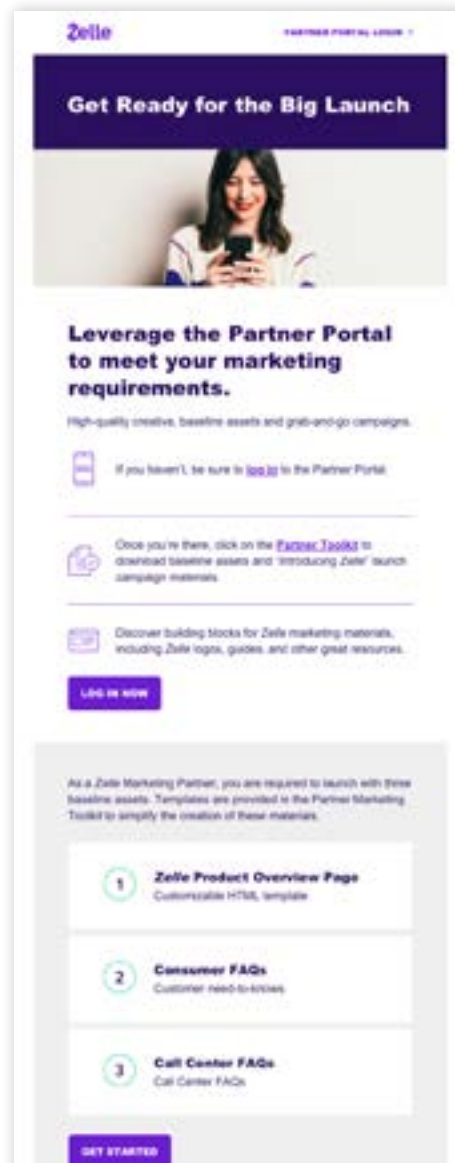 Zelle
PARTNER PORTAL LOGIN >
Get Ready for the Big Launch
Leverage the Partner Portal
to meet your marketing
requirements.
High-quality creative, baseline assets and grab-and-go campaigns.
If you haven't, be sure to log in to the Partner Portal.
Once you're there, click on the Partner Toolkit to
download baseline assets and "Introducing Zelle" launch
campaign materials.
Discover building blocks for Zelle marketing materials,
including Zelle logos, guides, and other great resources.
LOG IN NOW
As a Zelle Marketing Partner, you are required to launch with three
baseline assets. Templates are provided in the Partner Marketing
Toolkit to simplify the creation of these materials.
1 Zelle Product Overview Page
Customizable HTML template
2 Consumer FAQs
Customer need-to-knows
3 Call Center FAQs
Call Center FAQs
GET STARTED